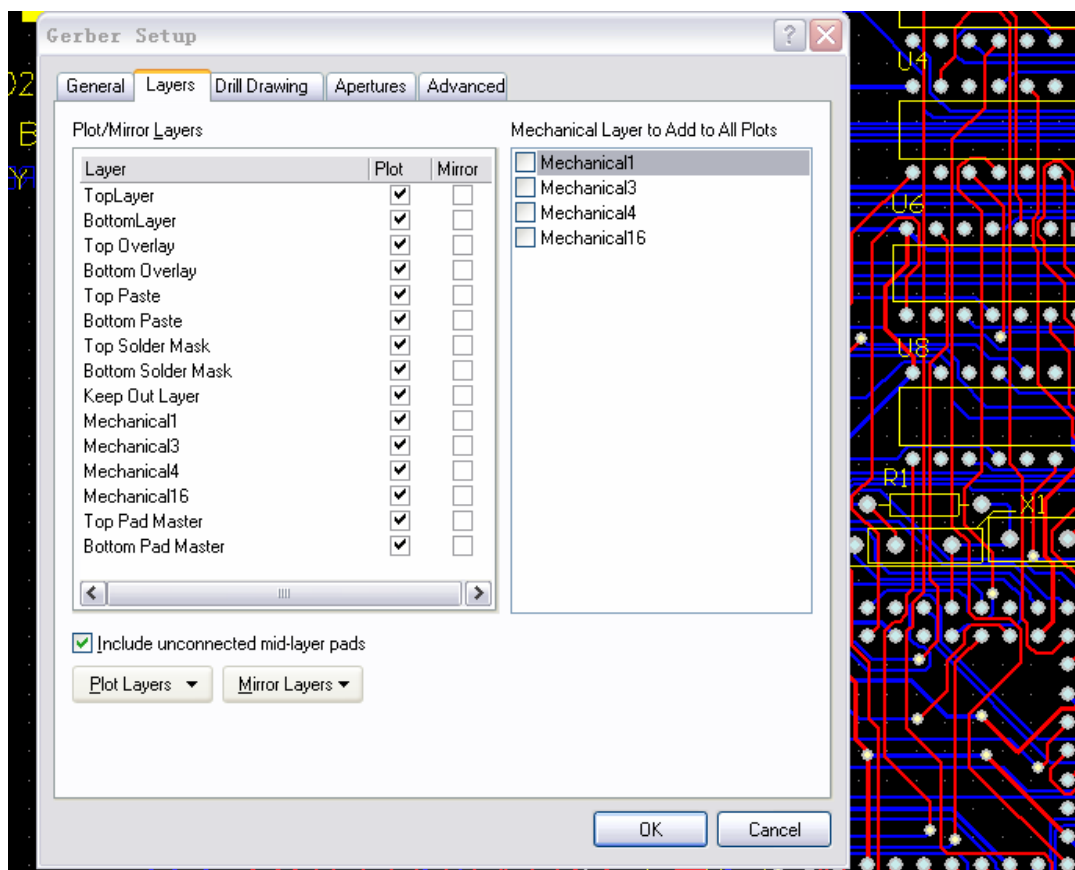 Gerber Setup
General Layers Drill Drawing Apertures Advanced
Plot/Mirror Layers
Layer Plot Mirror
TopLayer
BottomLayer
Top Overlay
Bottom Overlay
Top Paste
Bottom Paste
Top Solder Mask
Bottom Solder Mask
Keep Out Layer
Mechanical1
Mechanical3
Mechanical4
Mechanical16
Top Pad Master
Bottom Pad Master
Include unconnected mid-layer pads
Plot Layers
Mirror Layers
Mechanical Layer to Add to All Plots
Mechanical1
Mechanical3
Mechanical4
Mechanical16
OK
Cancel
U4
U6
U8
R1
X1